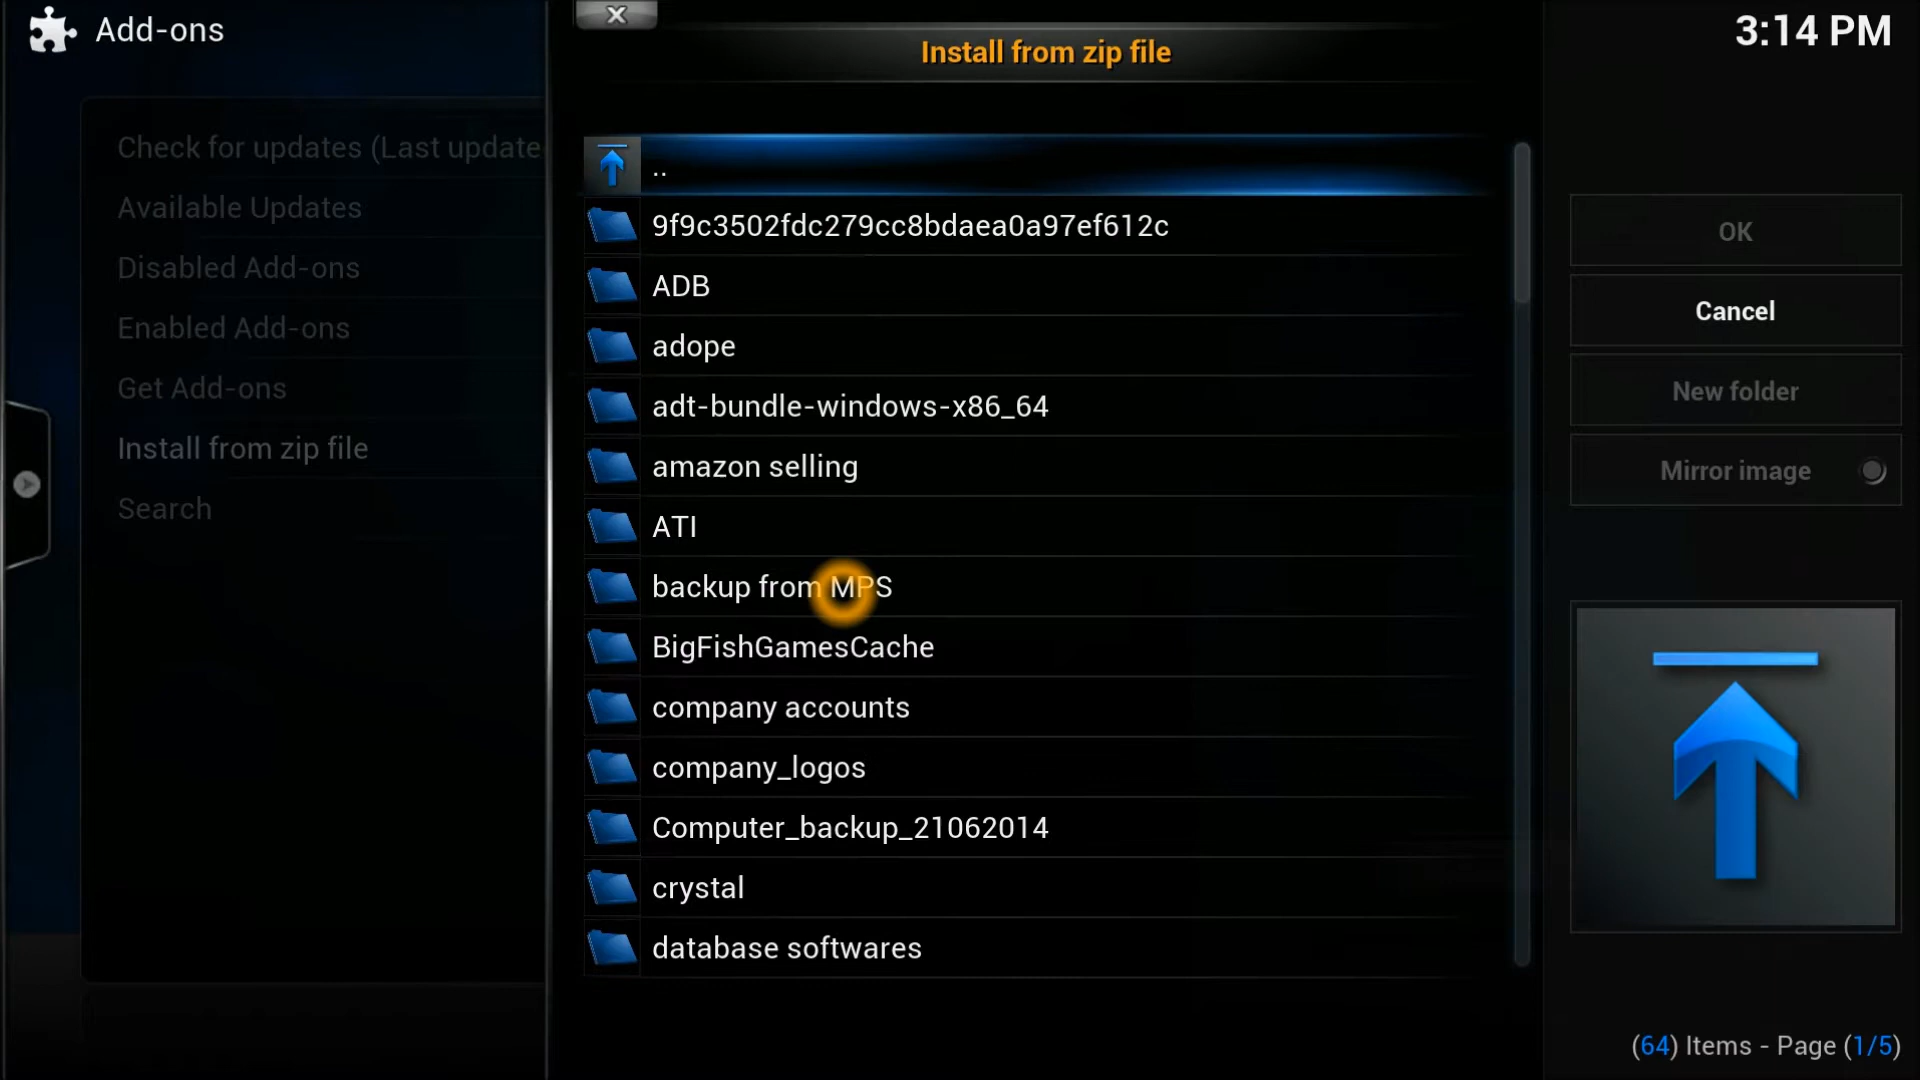 Add-ons
X
Install from zip file
3:14 PM
Check for updates (Last update
Available Updates
Disabled Add-ons
Enabled Add-ons
Get Add-ons
Install from zip file
Search
..
9f9c3502fdc279cc8bdaea0a97ef612c
ADB
adope
adt-bundle-windows-x86_64
amazon selling
ATI
backup from MPS
BigFishGamesCache
company accounts
company_logos
Computer_backup_21062014
crystal
database softwares
OK
Cancel
New folder
Mirror image
(64) Items - Page (1/5)